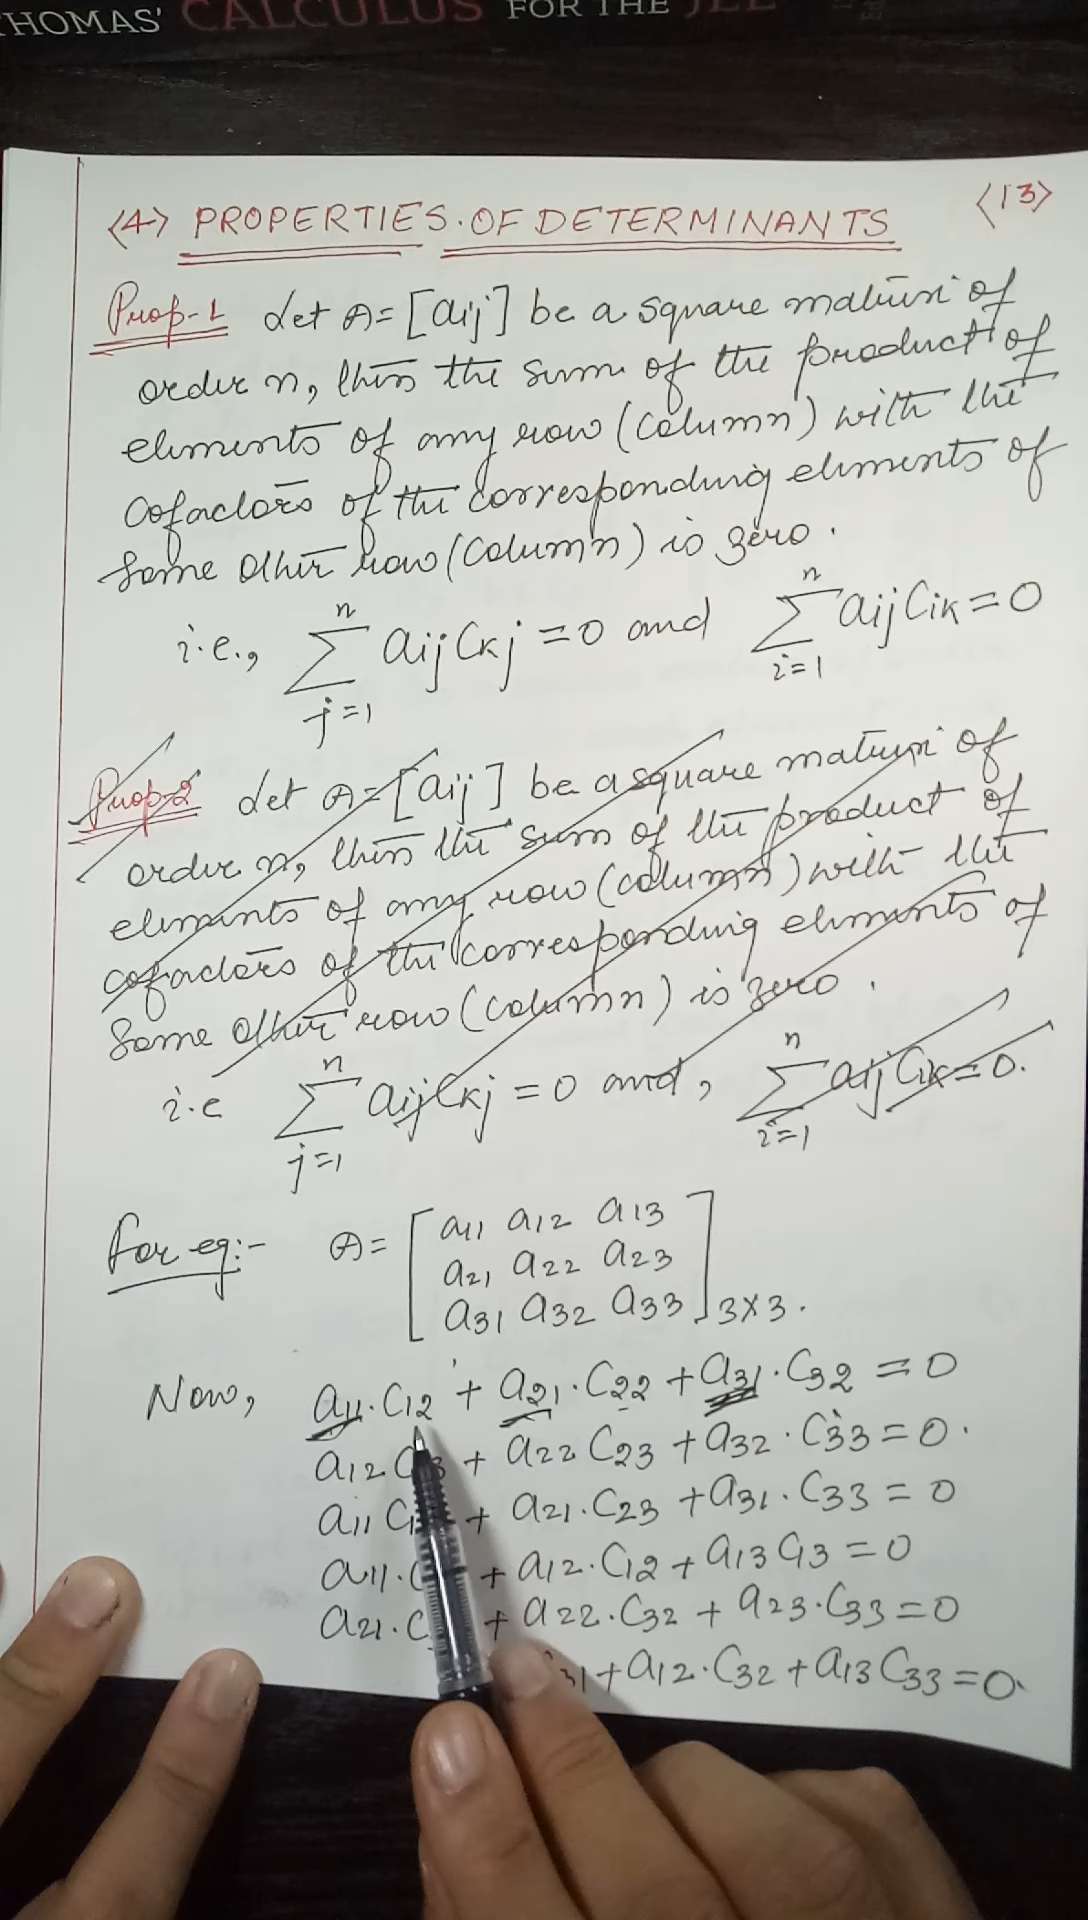 THOMAS' CALCULUS FOR THE JEE
<4> PROPERTIES OF DETERMINANTS <13>
Prop-1 Let A = [aij] be a square matrix of
order n, then the sum of the product of
elements of any row (column) with the
cofactors of the corresponding elements of
some other row (column) is zero.
i.e., n∑j=1 aij Ckj = 0 and n∑i=1 aij Cik = 0
Prop-2 Let A = [aij] be a square matrix of
order n, then the sum of the product of
elements of any row (column) with the
cofactors of the corresponding elements of
some other row (column) is zero.
i.e n∑j=1 aij Ckj = 0 and, n∑i=1 aij Cik = 0.
For eg:- A = [a11 a12 a13
a21 a22 a23
a31 a32 a33]3×3.
Now, a11.C12 + a21.C22 + a31.C32 = 0
a12 + a22 C23 + a32.C33 = 0.
a11 + a21.C23 + a31.C33 = 0
a11. + a12.C12 + a13 = 0
a21. + a22.C32 + a23.C33 = 0
+ a12.C32 + a13 C33 = 0.